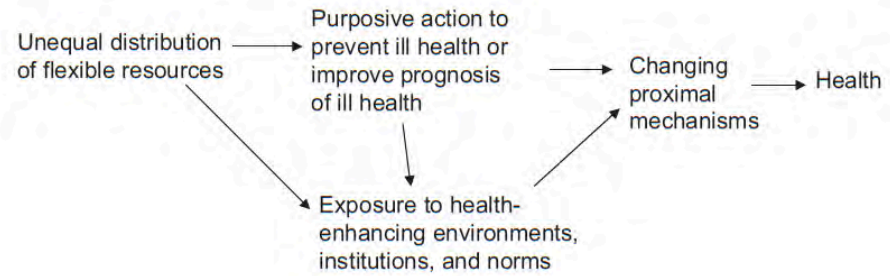 Unequal distribution
of flexible resources
Purposive action to
prevent ill health or
improve prognosis
of ill health
Exposure to health-
enhancing environments,
institutions, and norms
Changing
proximal
mechanisms
Health